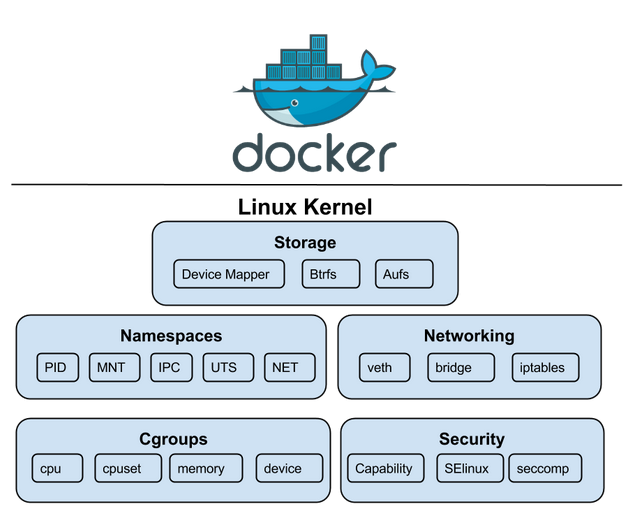 docker
Linux Kernel
Storage
Device Mapper Btrfs Aufs
Namespaces
PID MNT IPC UTS NET
Networking
veth bridge iptables
Cgroups
cpu cpuset memory device
Security
Capability SElinux seccomp